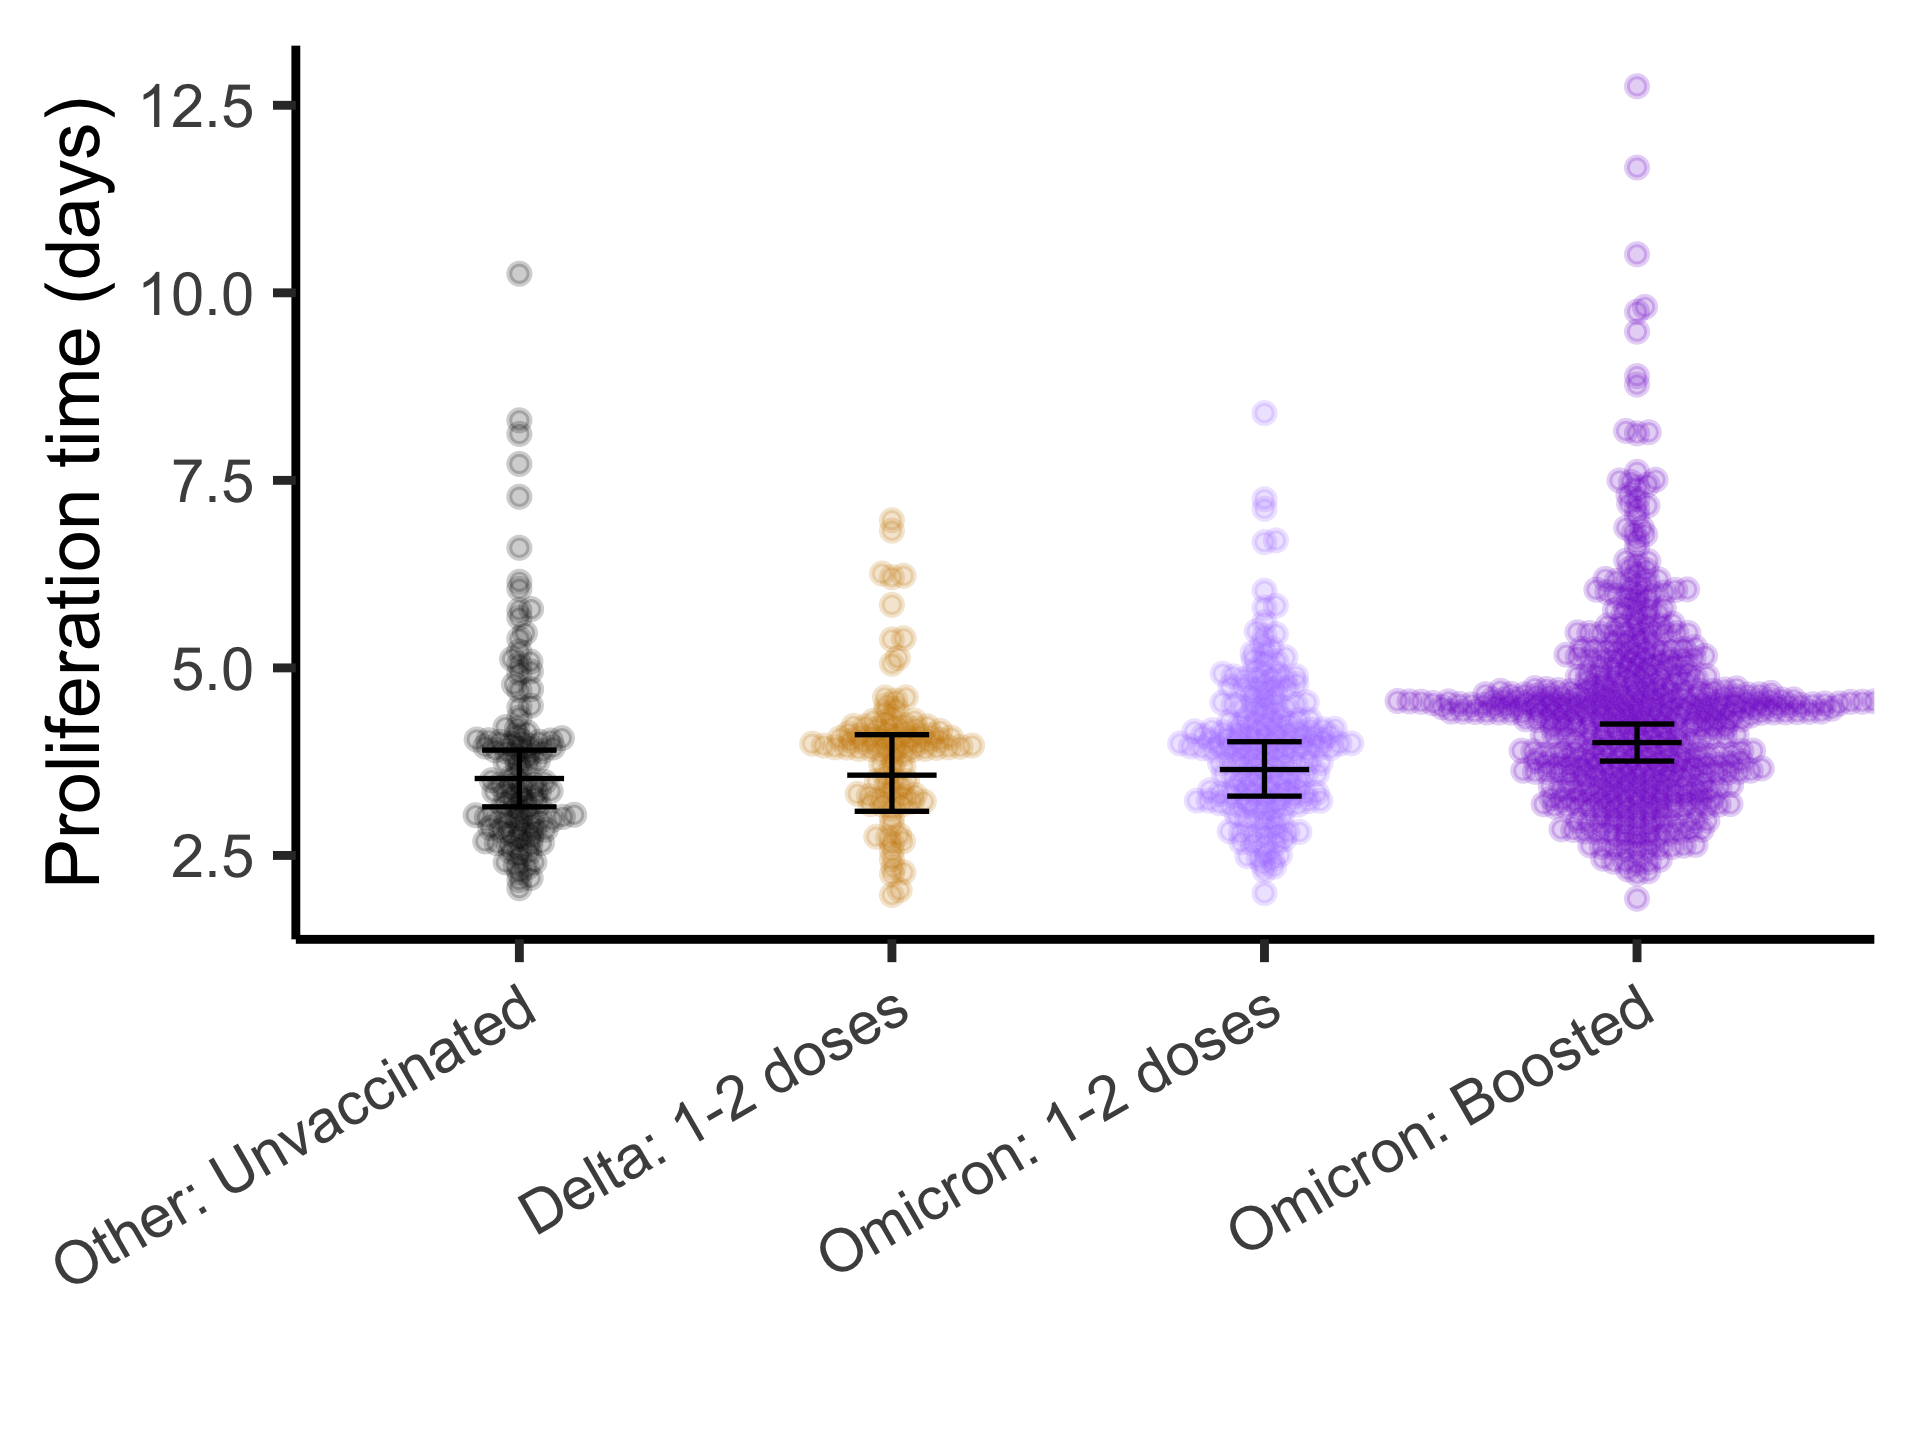 Proliferation time (days)
12.5
10.0
7.5
5.0
2.5
Other: Unvaccinated
Delta: 1-2 doses
Omicron: 1-2 doses
Omicron: Boosted